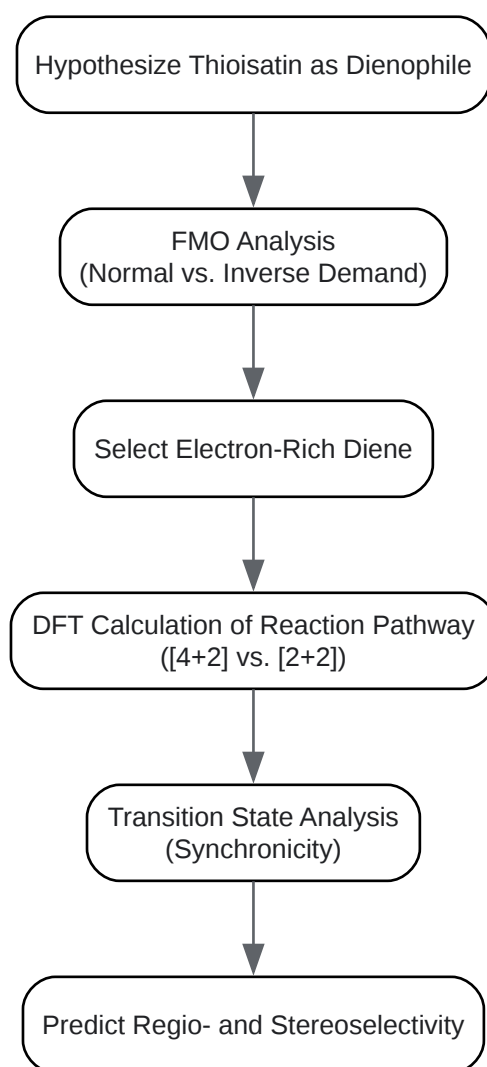 Hypothesize Thioisatin as Dienophile
FMO Analysis
(Normal vs. Inverse Demand)
Select Electron-Rich Diene
DFT Calculation of Reaction Pathway
([4+2] vs. [2+2])
Transition State Analysis
(Synchronicity)
Predict Regio- and Stereoselectivity